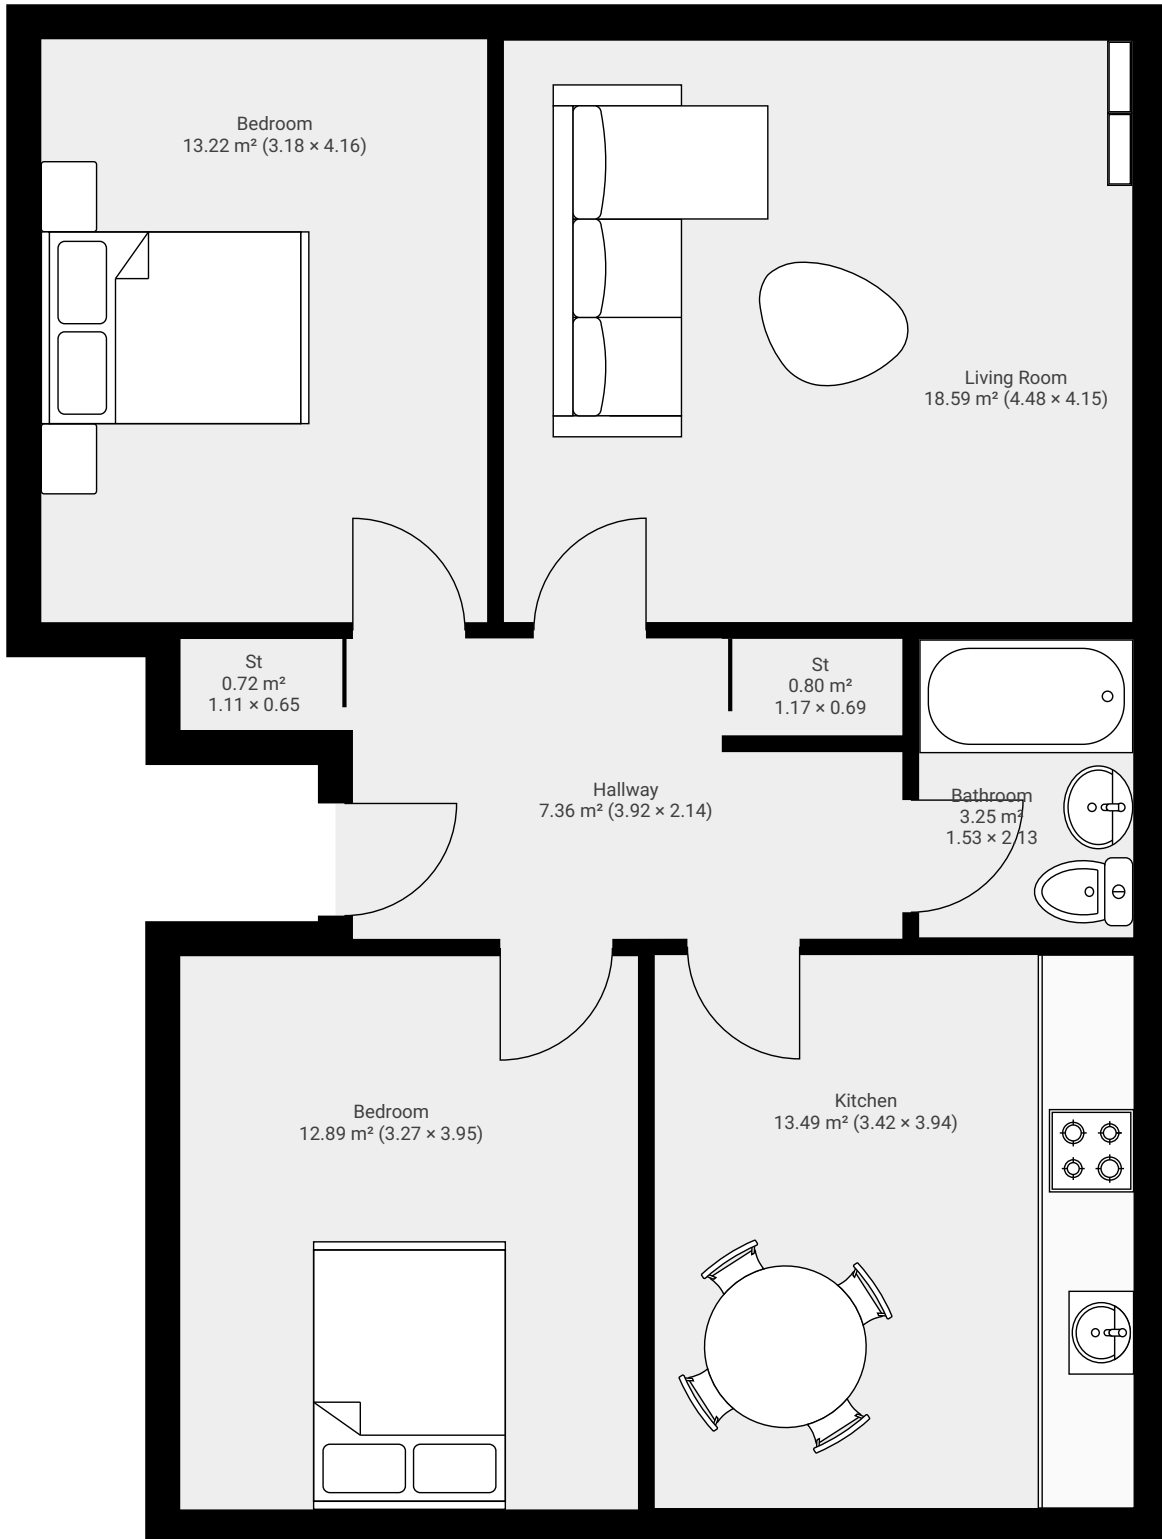 Bedroom
13.22 m² (3.18 × 4.16)
Living Room
18.59 m² (4.48 × 4.15)
St
0.72 m²
1.11 × 0.65
St
0.80 m²
1.17 × 0.69
Hallway
7.36 m² (3.92 × 2.14)
Bathroom
3.25 m²
1.53 × 2.13
Bedroom
12.89 m² (3.27 × 3.95)
Kitchen
13.49 m² (3.42 × 3.94)